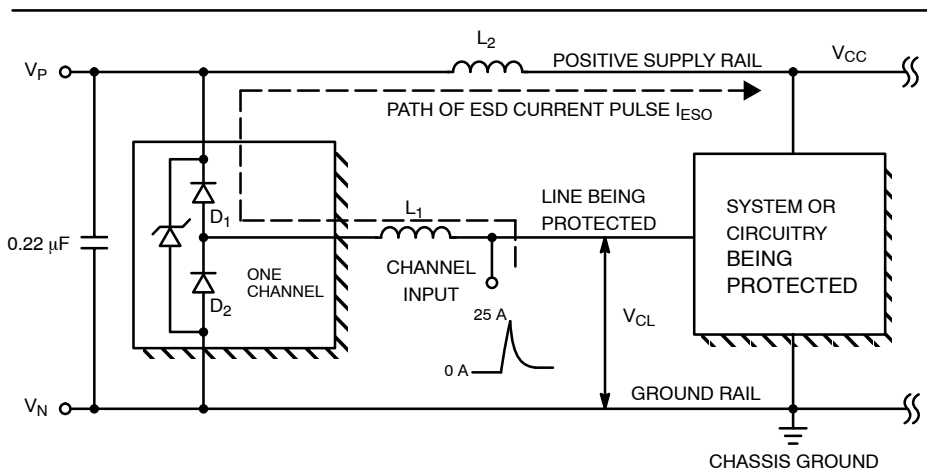 L2
VP
POSITIVE SUPPLY RAIL
VCC
PATH OF ESD CURRENT PULSE IESO
D1
L1
LINE BEING
PROTECTED
SYSTEM OR
CIRCUITRY
BEING
PROTECTED
0.22 μF
ONE
CHANNEL
D2
CHANNEL
INPUT
25 A
VCL
0 A
VN
GROUND RAIL
CHASSIS GROUND